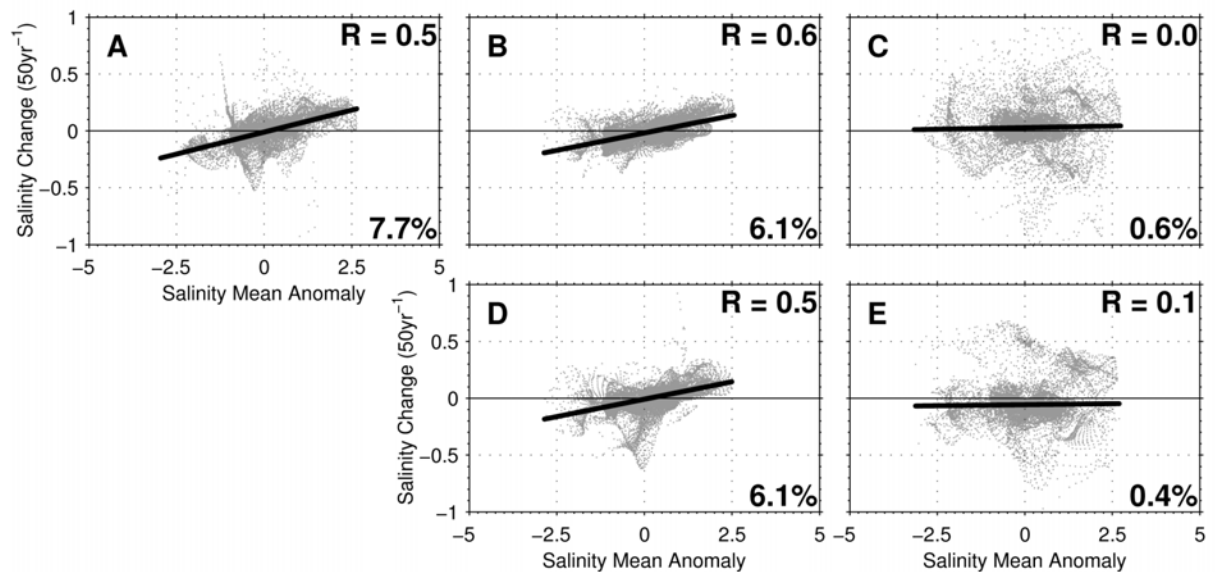 A R = 0.5
7.7%
B R = 0.6
6.1%
C R = 0.0
0.6%
1
0.5
0
−0.5
−1
Salinity Change (50yr⁻¹)
−5 −2.5 0 2.5 5
Salinity Mean Anomaly
D R = 0.5
6.1%
E R = 0.1
0.4%
1
0.5
0
−0.5
−1
Salinity Change (50yr⁻¹)
−5 −2.5 0 2.5 5
Salinity Mean Anomaly
−5 −2.5 0 2.5 5
Salinity Mean Anomaly